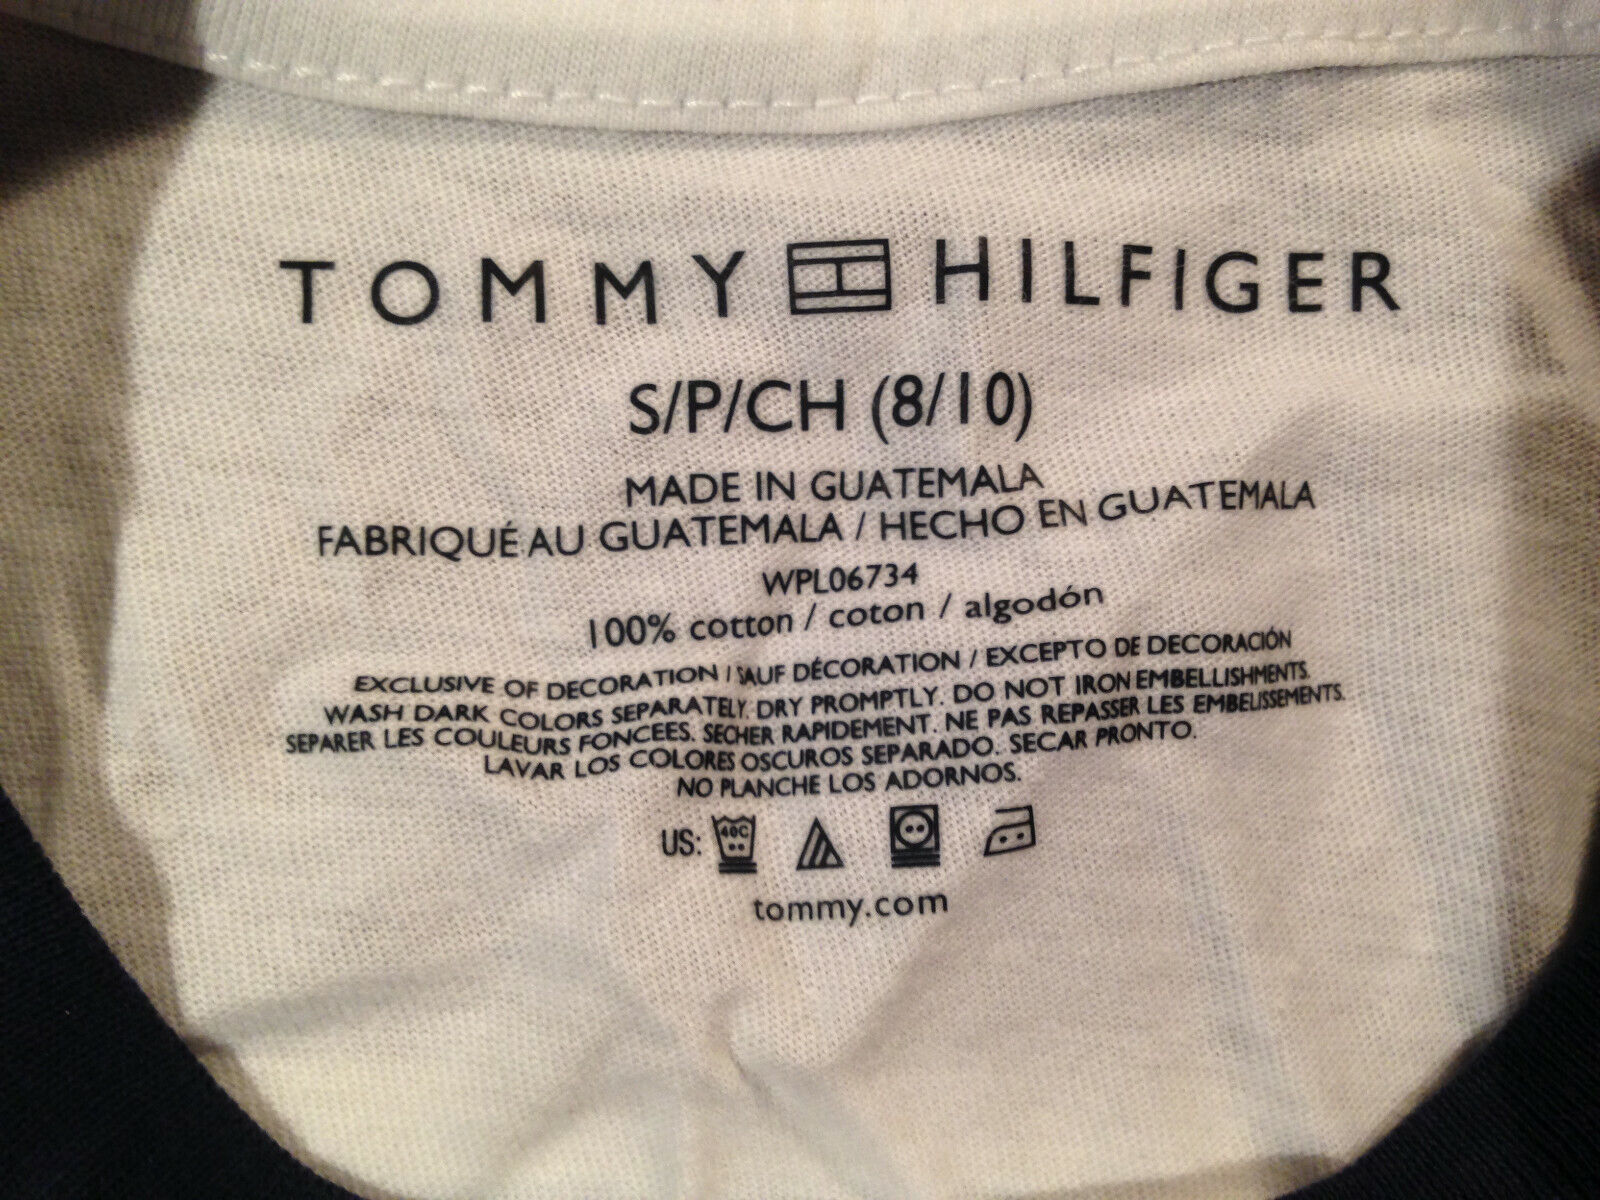 TOMMY HILFIGER
S/P/CH (8/10)
MADE IN GUATEMALA
FABRIQUÉ AU GUATEMALA / HECHO EN GUATEMALA
WPL06734
100% cotton / coton / algodón
EXCLUSIVE OF DECORATION / SAUF DÉCORATION / EXCEPTO DE DECORACIÓN
WASH DARK COLORS SEPARATELY. DRY PROMPTLY. DO NOT IRON EMBELLISHMENTS.
SEPARER LES COULEURS FONCEES. SECHER RAPIDEMENT. NE PAS REPASSER LES EMBELISSEMENTS.
LAVAR LOS COLORES OSCUROS SEPARADO. SECAR PRONTO.
NO PLANCHE LOS ADORNOS.
US: 40C
tommy.com